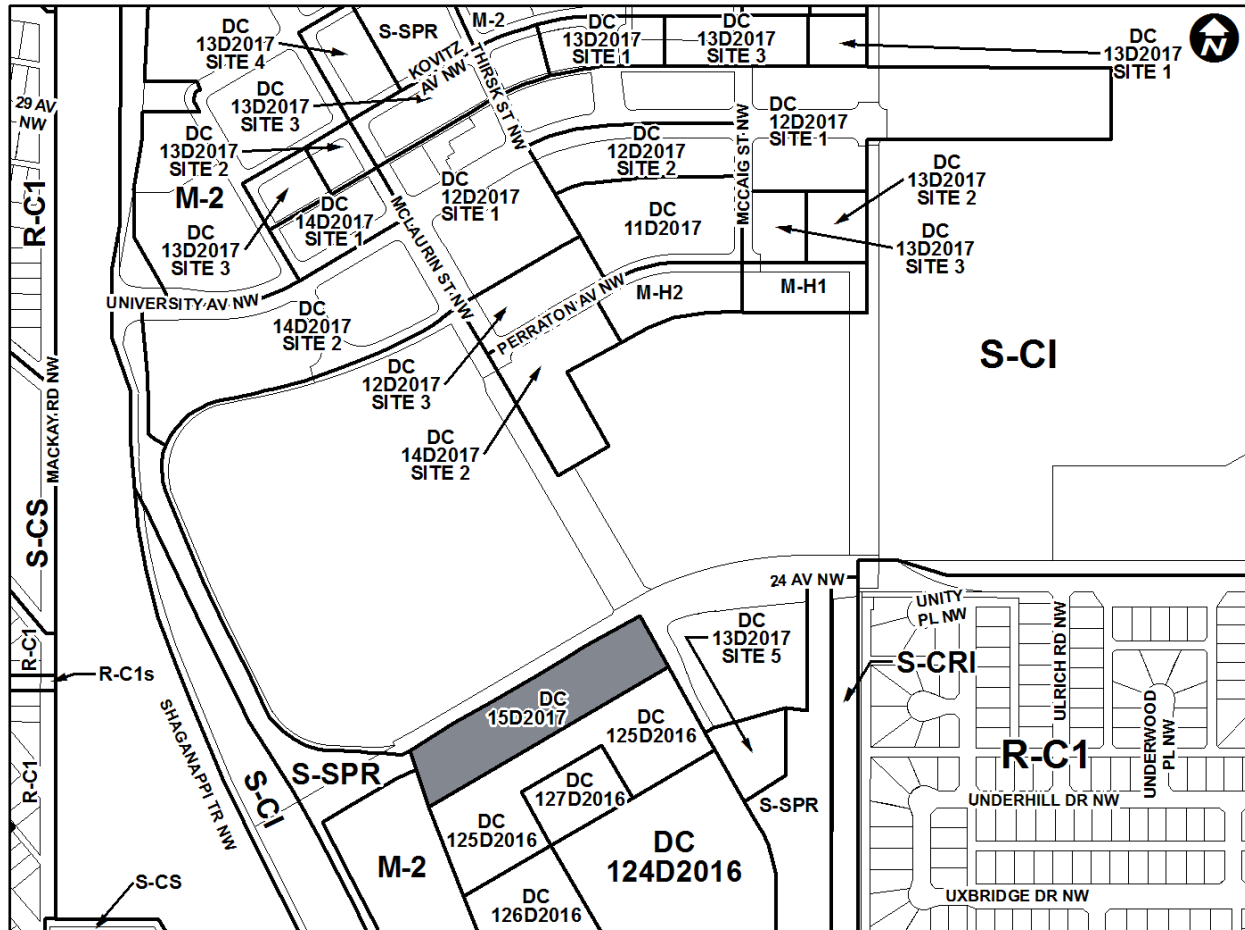 M-2
S-SPR
DC
13D2017
SITE 4
KOVITZ
AV NW
THIRSK ST NW
DC
13D2017
SITE 1
DC
13D2017
SITE 3
DC
13D2017
SITE 1
N
29 AV
NW
DC
13D2017
SITE 3
DC
13D2017
SITE 2
DC
12D2017
SITE 1
DC
12D2017
SITE 2
MCCAIG ST NW
DC
13D2017
SITE 2
R-C1
M-2
DC
14D2017
SITE 1
MCLAURIN ST NW
DC
12D2017
SITE 1
DC
11D2017
DC
13D2017
SITE 3
DC
13D2017
SITE 3
UNIVERSITY AV NW
DC
14D2017
SITE 2
PERRATON AV NW
M-H2
M-H1
S-CI
MACKAY RD NW
DC
12D2017
SITE 3
DC
14D2017
SITE 2
S-CS
24 AV NW
UNITY
PL NW
ULRICH RD NW
DC
13D2017
SITE 5
S-CRI
R-C1
R-C1s
SHAGANAPPI TR NW
DC
15D2017
DC
125D2016
UNDERWOOD
PL NW
R-C1
R-C1
S-CI
S-SPR
DC
127D2016
S-SPR
UNDERHILL DR NW
DC
125D2016
M-2
DC
124D2016
S-CS
DC
126D2016
UXBRIDGE DR NW